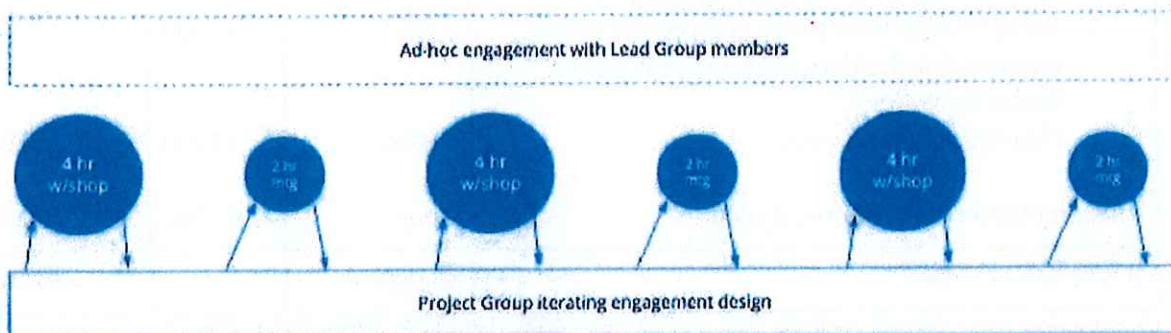 Ad-hoc engagement with Lead Group members
4 hr
w/shop
2 hr
mtg
4 hr
w/shop
2 hr
mtg
4 hr
w/shop
2 hr
mtg
Project Group iterating engagement design